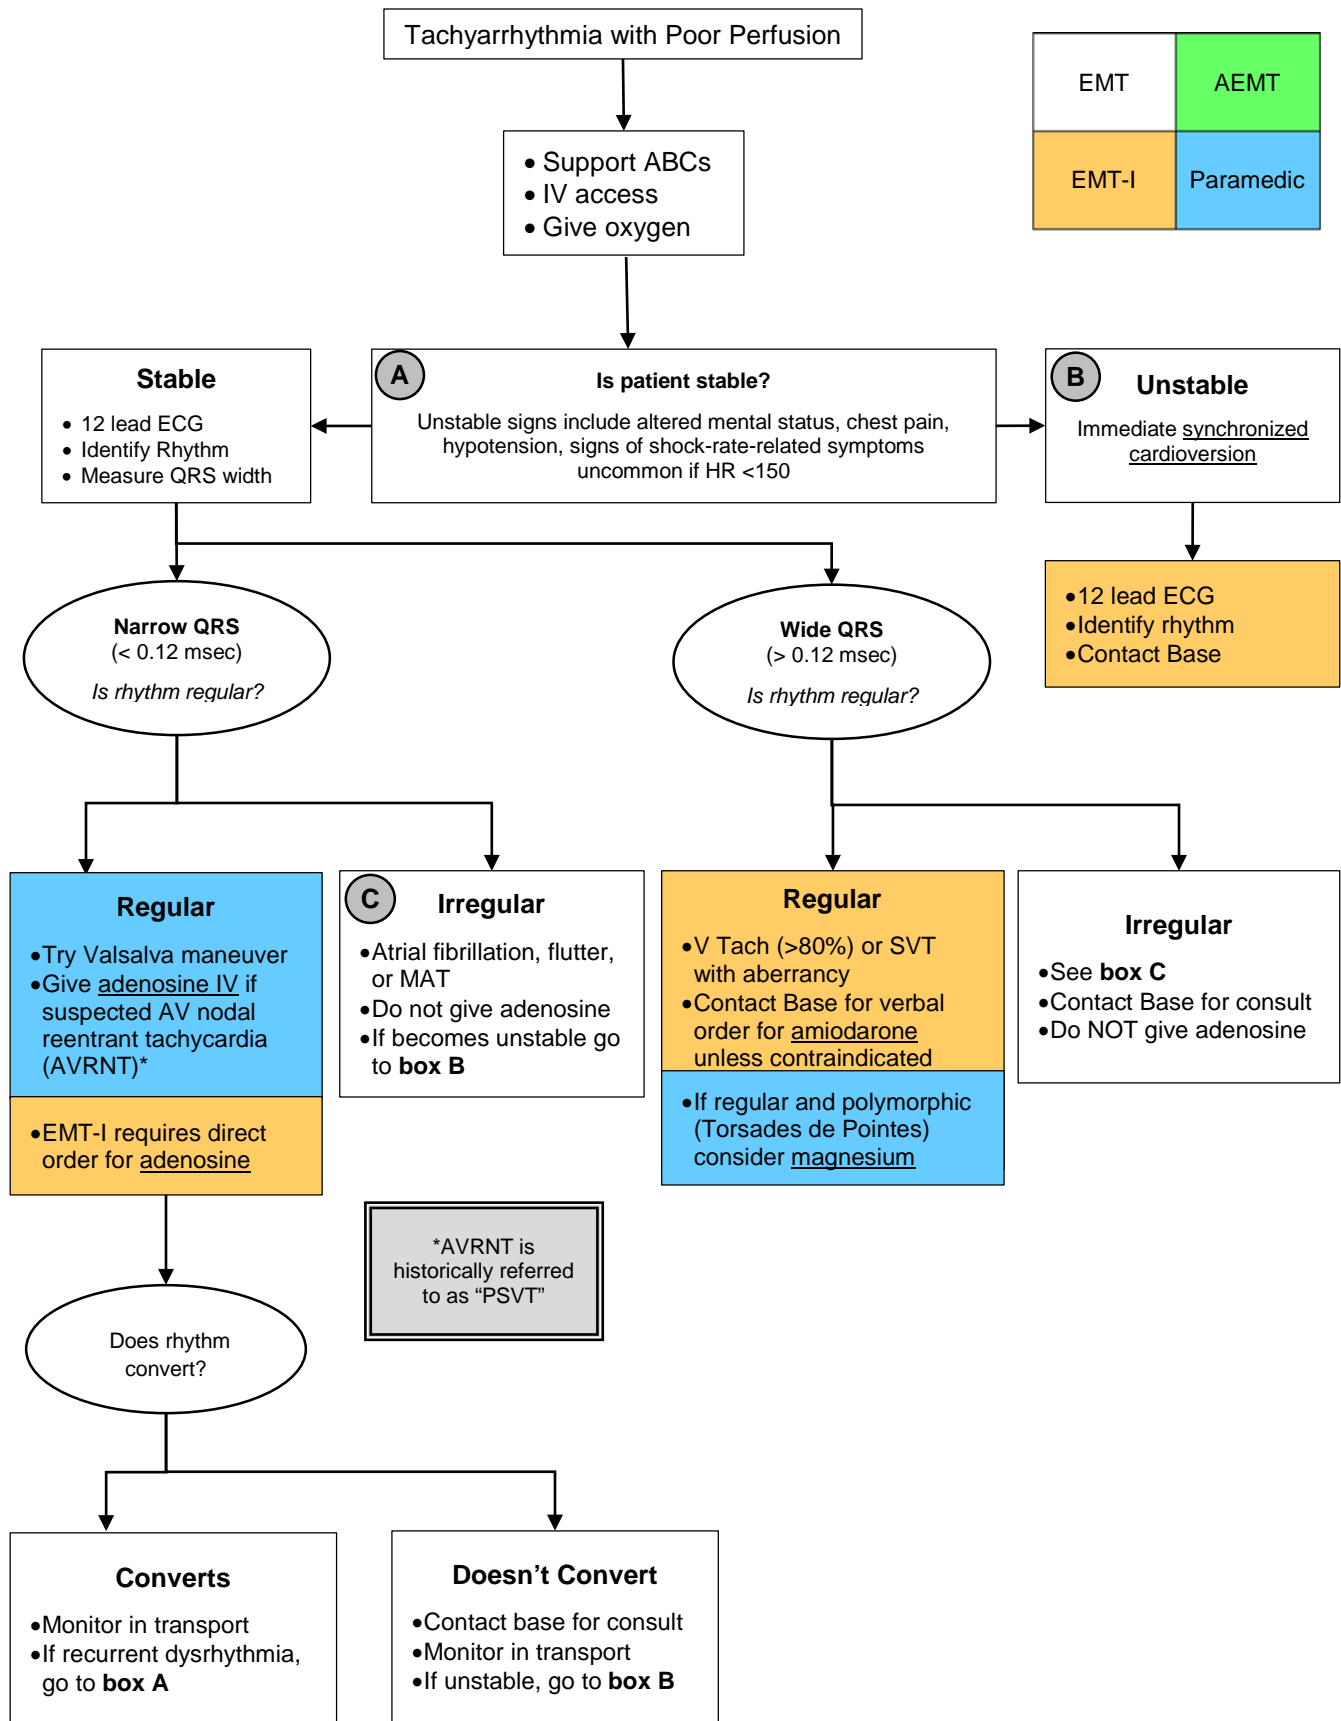 Tachyarrhythmia with Poor Perfusion
EMT
AEMT
EMT-I
Paramedic
• Support ABCs
• IV access
• Give oxygen
Stable
• 12 lead ECG
• Identify Rhythm
• Measure QRS width
A
Is patient stable?
Unstable signs include altered mental status, chest pain,
hypotension, signs of shock-rate-related symptoms
uncommon if HR <150
B
Unstable
Immediate synchronized
cardioversion
•12 lead ECG
•Identify rhythm
•Contact Base
Narrow QRS
(< 0.12 msec)
Is rhythm regular?
Wide QRS
(> 0.12 msec)
Is rhythm regular?
Regular
•Try Valsalva maneuver
•Give adenosine IV if
suspected AV nodal
reentrant tachycardia
(AVRNT)*
•EMT-I requires direct
order for adenosine
C
Irregular
•Atrial fibrillation, flutter,
or MAT
•Do not give adenosine
•If becomes unstable go
to box B
Regular
•V Tach (>80%) or SVT
with aberrancy
•Contact Base for verbal
order for amiodarone
unless contraindicated
•If regular and polymorphic
(Torsades de Pointes)
consider magnesium
Irregular
•See box C
•Contact Base for consult
•Do NOT give adenosine
*AVRNT is
historically referred
to as “PSVT”
Does rhythm
convert?
Converts
•Monitor in transport
•If recurrent dysrhythmia,
go to box A
Doesn't Convert
•Contact base for consult
•Monitor in transport
•If unstable, go to box B